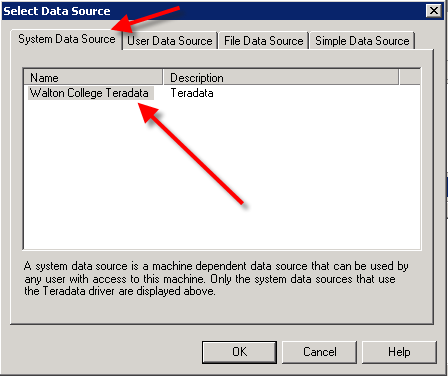 Select Data Source
System Data Source User Data Source File Data Source Simple Data Source
Name Description
Walton College Teradata Teradata
A system data source is a machine dependent data source that can be used by
any user with access to this machine. Only the system data sources that use
the Teradata driver are displayed above.
OK Cancel Help